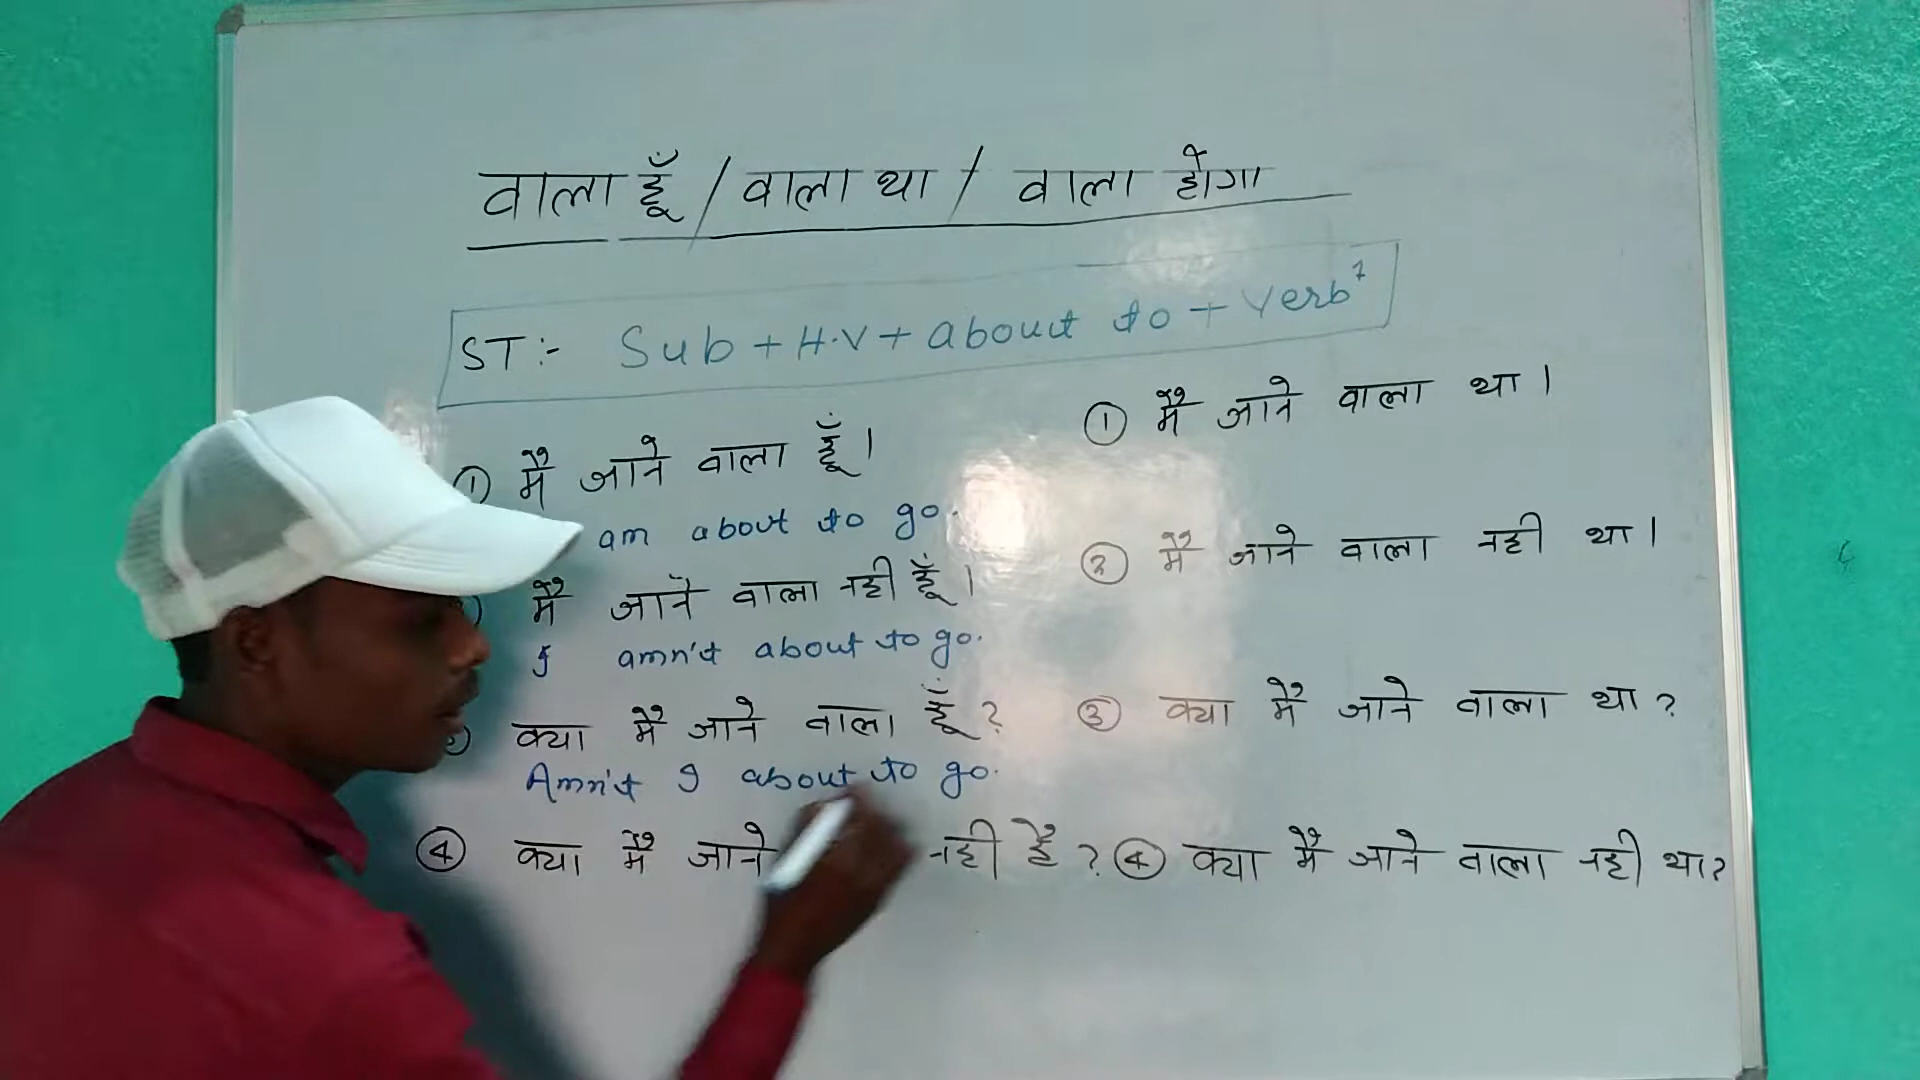 वाला हूँ / वाला था / वाला होगा
ST :- Sub + H.V + about to + Verb¹
① मैं जाने वाला हूँ ।
am about to go.
मैं जाने वाला नही हूँ ।
I amn't about to go.
क्या मैं जाने वाला हूँ ?
Amn't I about to go.
④ क्या मैं जाने नही हूँ ?
① मैं जाने वाला था ।
② मैं जाने वाला नही था ।
③ क्या मैं जाने वाला था ?
④ क्या मैं जाने वाला नही था ?